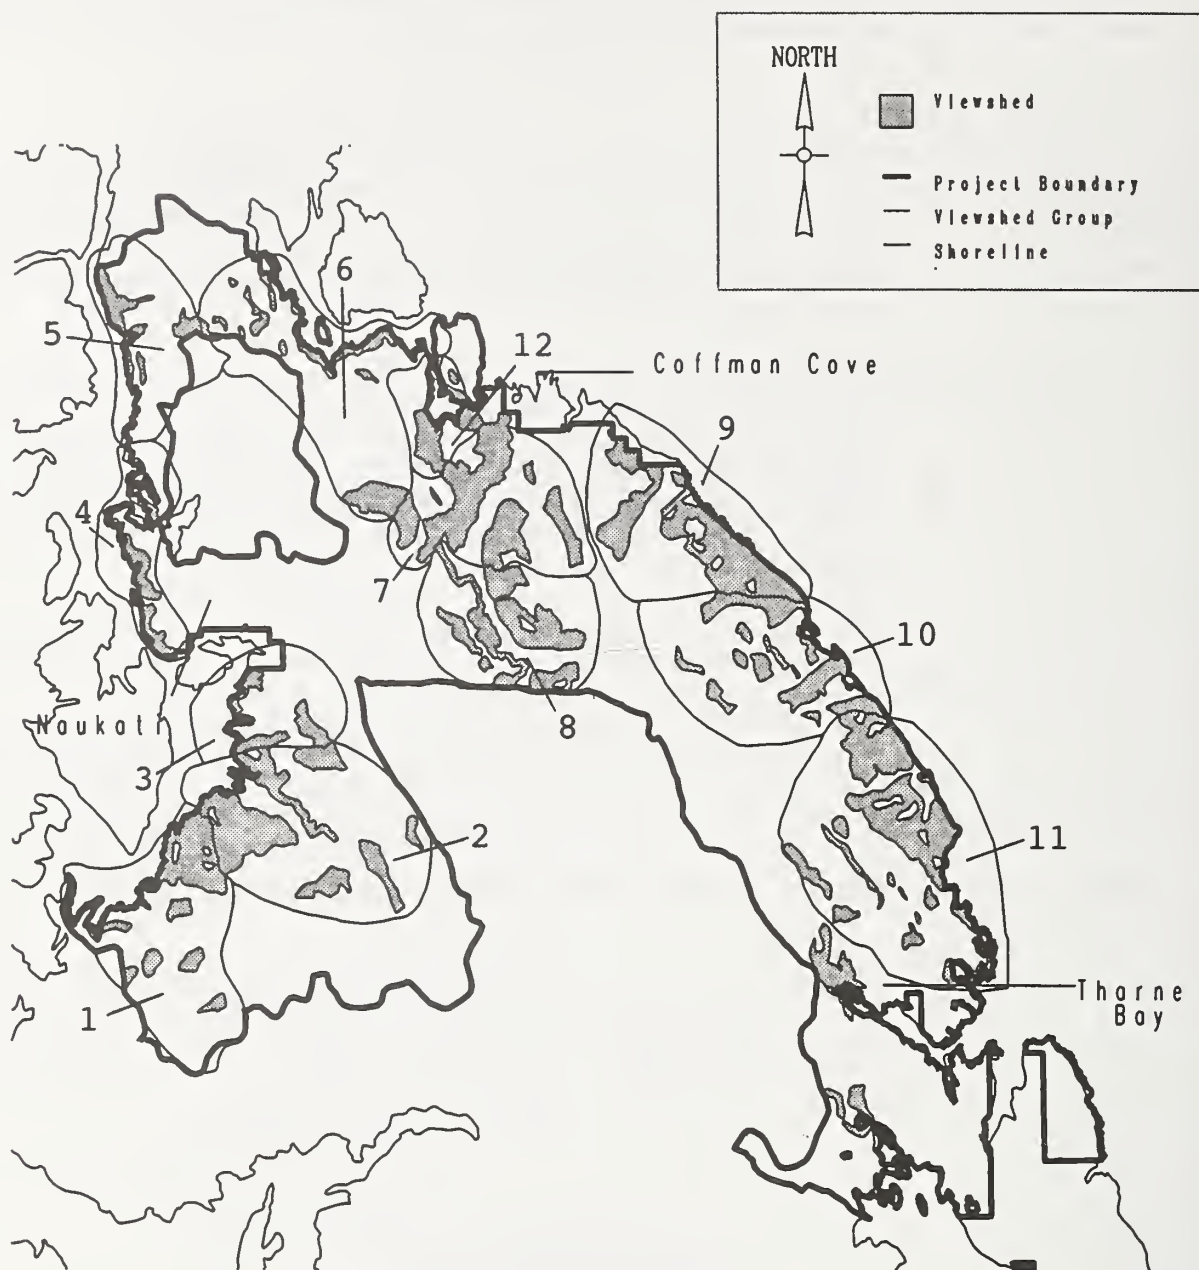 NORTH
Viewshed
Project Boundary
Viewshed Group
Shoreline
6
5
12
Coffman Cove
9
4
7
10
Naukati
8
3
2
11
1
Thorne
Bay